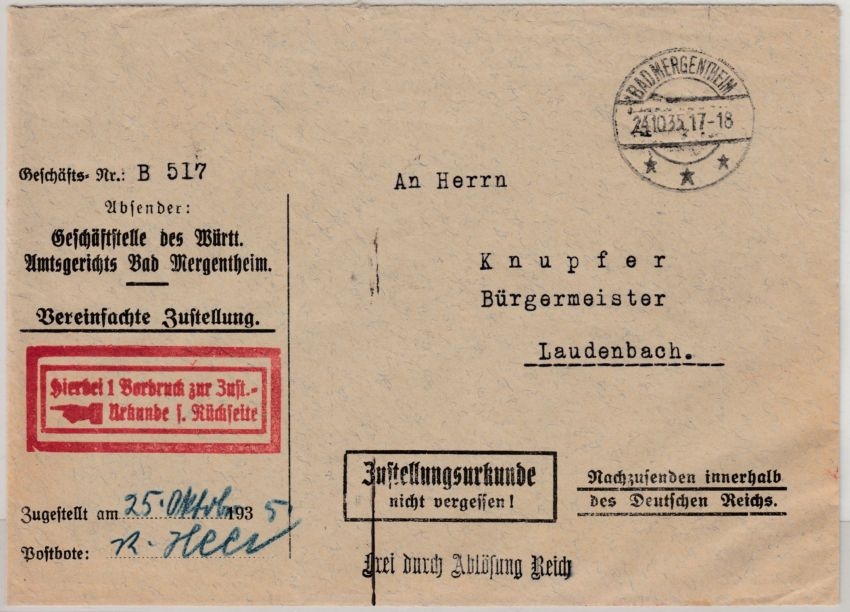 BAD MERGENTHEIM
24.10.35.17-18
Geschäfts-Nr.: B 517
Absender:
Geschäftstelle des Württ.
Amtsgerichts Bad Mergentheim.
Vereinfachte Zustellung.
Hierbei 1 Vordruck zur Zust.-
Urkunde s. Rückseite
Zugestellt am 25. Oktob 1935.
Postbote:
An Herrn
Knupfer
Bürgermeister
Laudenbach.
Zustellungsurkunde
nicht vergessen!
Nachzusenden innerhalb
des Deutschen Reichs.
Frei durch Ablösung Reich